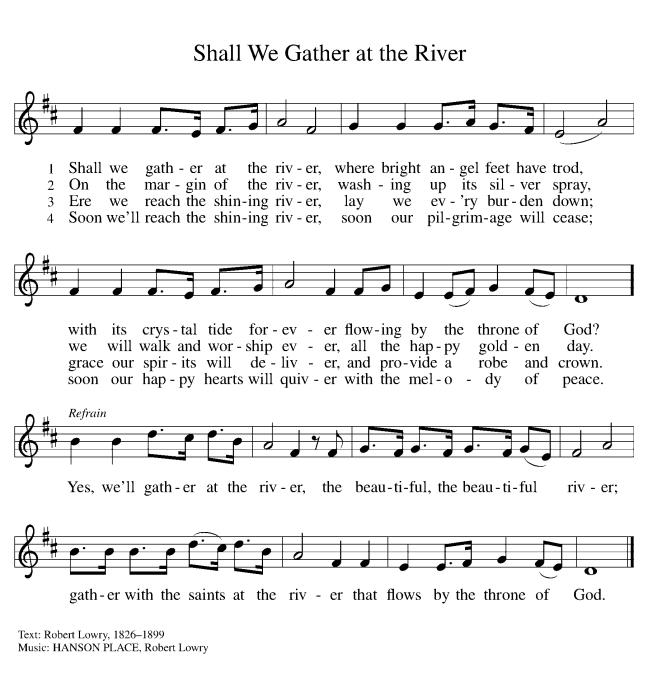 Shall We Gather at the River
1 Shall we gath - er at the riv - er, where bright an - gel feet have trod,
2 On the mar - gin of the riv - er, wash - ing up its sil - ver spray,
3 Ere we reach the shin - ing riv - er, lay we ev - 'ry bur - den down;
4 Soon we'll reach the shin - ing riv - er, soon our pil - grim - age will cease;
with its crys - tal tide for - ev - er flow - ing by the throne of God?
we will walk and wor - ship ev - er, all the hap - py gold - en day.
grace our spir - its will de - liv - er, and pro - vide a robe and crown.
soon our hap - py hearts will quiv - er with the mel - o - dy of peace.
Refrain
Yes, we'll gath - er at the riv - er, the beau - ti - ful, the beau - ti - ful riv - er;
gath - er with the saints at the riv - er that flows by the throne of God.
Text: Robert Lowry, 1826–1899
Music: HANSON PLACE, Robert Lowry